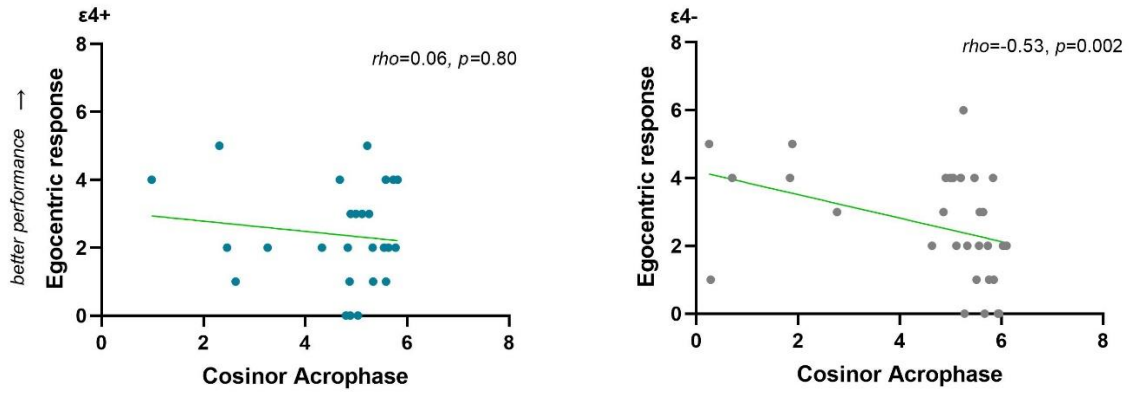 ε4+
rho=0.06, p=0.80
better performance →
Egocentric response
8
6
4
2
0
0 2 4 6 8
Cosinor Acrophase
ε4-
rho=-0.53, p=0.002
Egocentric response
8
6
4
2
0
0 2 4 6 8
Cosinor Acrophase